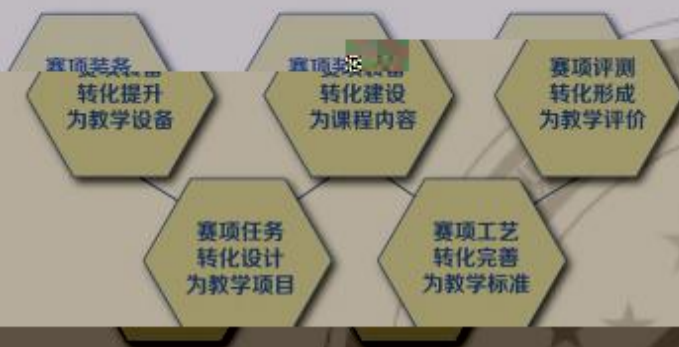 赛项装备
转化提升
为教学设备
赛项装备
转化建设
为课程内容
赛项评测
转化形成
为教学评价
赛项任务
转化设计
为教学项目
赛项工艺
转化完善
为教学标准